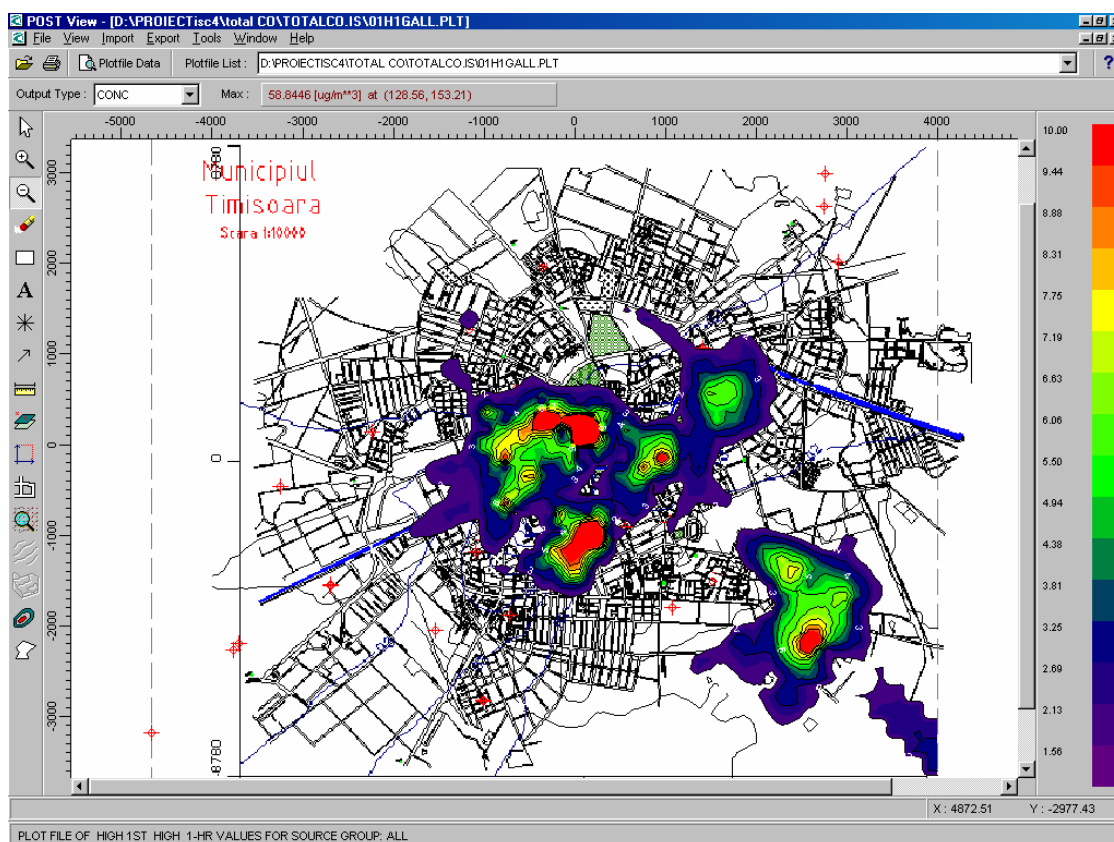 POST View - [D:\PROIECTisc4\total CO\TOTALCO.IS\01H1GALL.PLT]
File View Import Export Tools Window Help
Plotfile Data Plotfile List : D:\PROIECTISC4\TOTAL CO\TOTALCO.IS\01H1GALL.PLT
Output Type : CONC Max : 58.8446 [ug/m**3] at (128.56, 153.21)
-5000 -4000 -3000 -2000 -1000 0 1000 2000 3000 4000
3000
2000
1000
0
-1000
-2000
-3000
8780
0
-8780
Municipiul
Timisoara
Scara 1:10000
10.00
9.44
8.88
8.31
7.75
7.19
6.63
6.06
5.50
4.94
4.38
3.81
3.25
2.69
2.13
1.56
X : 4872.51 Y : -2977.43
PLOT FILE OF HIGH 1ST HIGH 1-HR VALUES FOR SOURCE GROUP: ALL